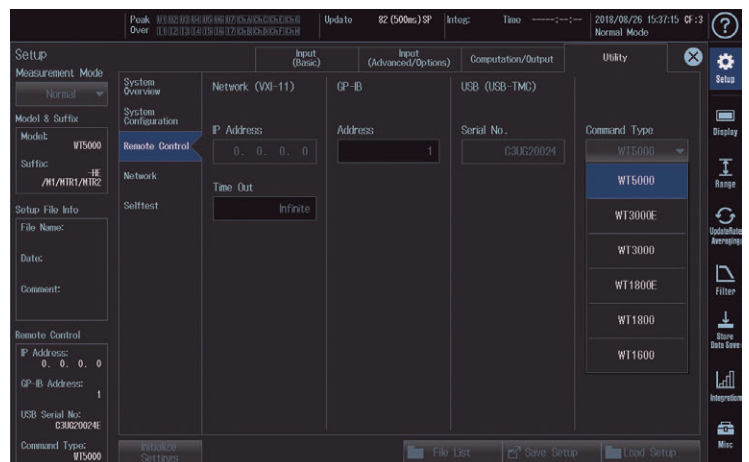 Peak
Over
Update 82 (500ms) SP
Integ: Time -----:--:--
2018/08/26 15:37:15 CF:3
Normal Mode
?
Setup
Input
(Basic)
Input
(Advanced/Options)
Computation/Output
Utility
Measurement Mode
Normal
Model & Suffix
Model:
WT5000
Suffix:
-HE
/M1/MTR1/MTR2
Setup File Info
File Name:
Date:
Comment:
Remote Control
IP Address:
0. 0. 0. 0
GP-IB Address:
1
USB Serial No:
C3UG20024E
Command Type:
WT5000
System
Overview
System
Configuration
Remote Control
Network
Selftest
Network (VXI-11)
IP Address
0. 0. 0. 0
Time Out
Infinite
GP-IB
Address
1
USB (USB-TMC)
Serial No.
C3UG20024
Command Type
WT5000
WT5000
WT3000E
WT3000
WT1800E
WT1800
WT1600
Initialize
Settings
File List
Save Setup
Load Setup
Setup
Display
Range
UpdateRate
Averaging
Filter
Store
Data Save
Integration
Misc